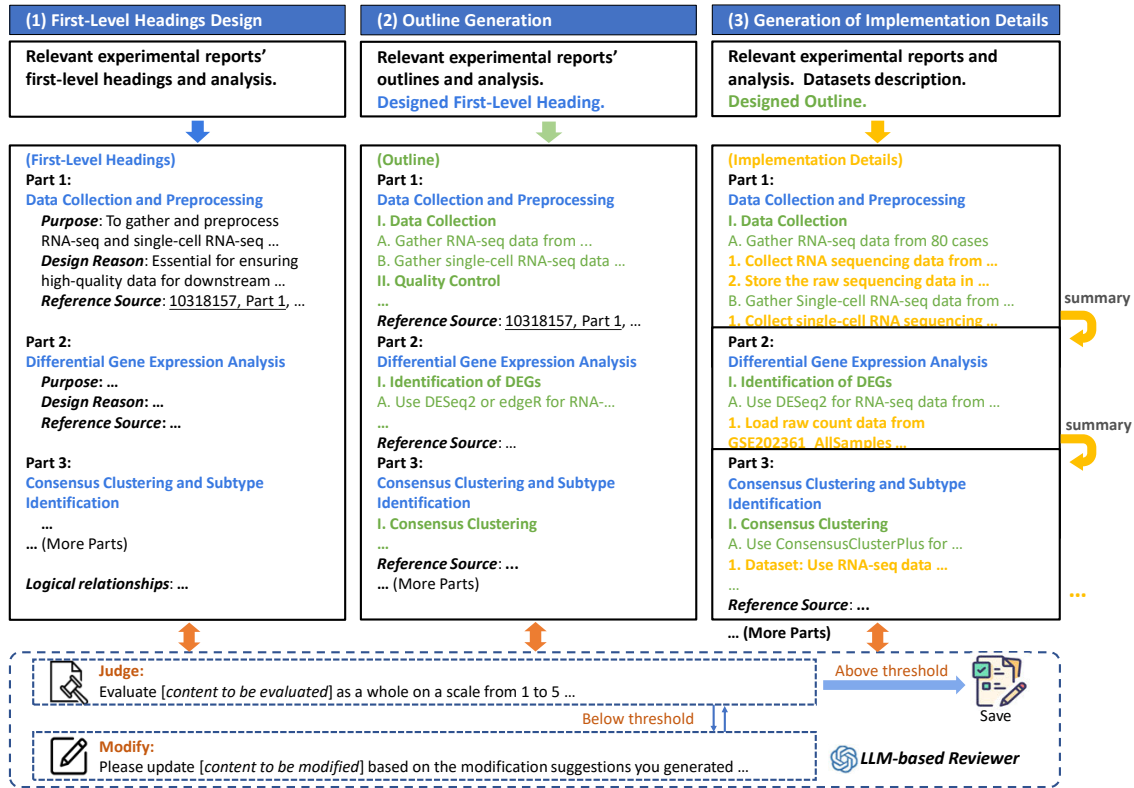 (1) First-Level Headings Design
Relevant experimental reports'
first-level headings and analysis.
(First-Level Headings)
Part 1:
Data Collection and Preprocessing
Purpose: To gather and preprocess
RNA-seq and single-cell RNA-seq ...
Design Reason: Essential for ensuring
high-quality data for downstream ...
Reference Source: 10318157, Part 1, ...
Part 2:
Differential Gene Expression Analysis
Purpose: ...
Design Reason: ...
Reference Source: ...
Part 3:
Consensus Clustering and Subtype
Identification
...
... (More Parts)
Logical relationships: ...
(2) Outline Generation
Relevant experimental reports'
outlines and analysis.
Designed First-Level Heading.
(Outline)
Part 1:
Data Collection and Preprocessing
I. Data Collection
A. Gather RNA-seq data from ...
B. Gather single-cell RNA-seq data ...
II. Quality Control
...
Reference Source: 10318157, Part 1, ...
Part 2:
Differential Gene Expression Analysis
I. Identification of DEGs
A. Use DESeq2 or edgeR for RNA-...
...
Reference Source: ...
Part 3:
Consensus Clustering and Subtype
Identification
I. Consensus Clustering
...
Reference Source: ...
... (More Parts)
(3) Generation of Implementation Details
Relevant experimental reports and
analysis. Datasets description.
Designed Outline.
(Implementation Details)
Part 1:
Data Collection and Preprocessing
I. Data Collection
A. Gather RNA-seq data from 80 cases
1. Collect RNA sequencing data from ...
2. Store the raw sequencing data in ...
B. Gather Single-cell RNA-seq data from ...
1. Collect single-cell RNA sequencing ...
summary
Part 2:
Differential Gene Expression Analysis
I. Identification of DEGs
A. Use DESeq2 for RNA-seq data from ...
1. Load raw count data from
GSE202361_AllSamples ...
summary
Part 3:
Consensus Clustering and Subtype
Identification
I. Consensus Clustering
A. Use ConsensusClusterPlus for ...
1. Dataset: Use RNA-seq data ...
...
Reference Source: ...
...
... (More Parts)
Judge:
Evaluate [content to be evaluated] as a whole on a scale from 1 to 5 ...
Above threshold
Save
Below threshold
Modify:
Please update [content to be modified] based on the modification suggestions you generated ...
LLM-based Reviewer